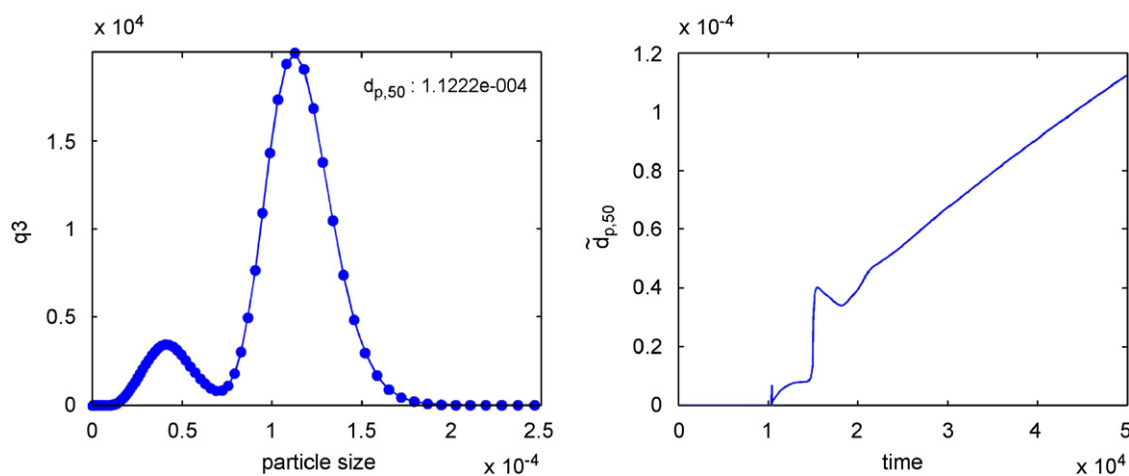 x 10^4
q3
1.5
1
0.5
0
d_p,50 : 1.1222e-004
0 0.5 1 1.5 2 2.5
particle size
x 10^-4
x 10^-4
d̃_p,50
1.2
1
0.8
0.6
0.4
0.2
0
0 1 2 3 4 5
time
x 10^4